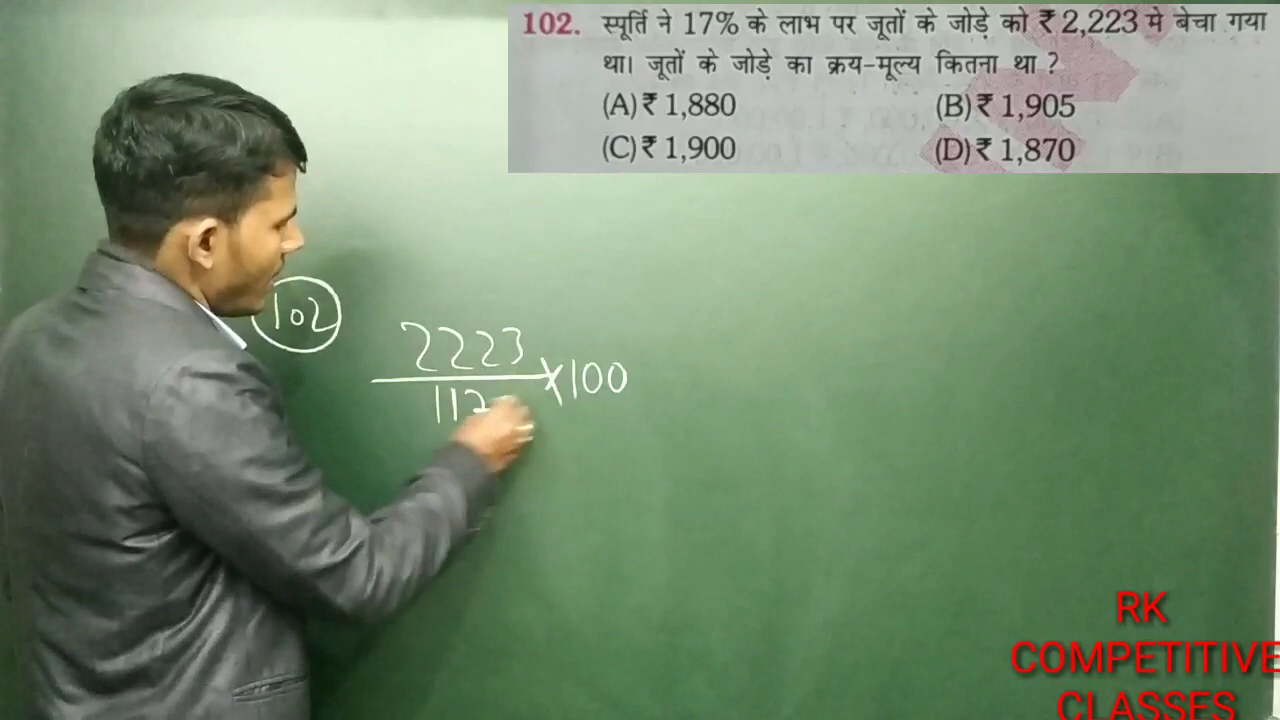 102. स्पूर्ति ने 17% के लाभ पर जूतों के जोड़े को ₹ 2,223 मे बेचा गया
था। जूतों के जोड़े का क्रय-मूल्य कितना था ?
(A) ₹ 1,880 (B) ₹ 1,905
(C) ₹ 1,900 (D) ₹ 1,870
102
2223
×100
RK
COMPETITIVE
CLASSES